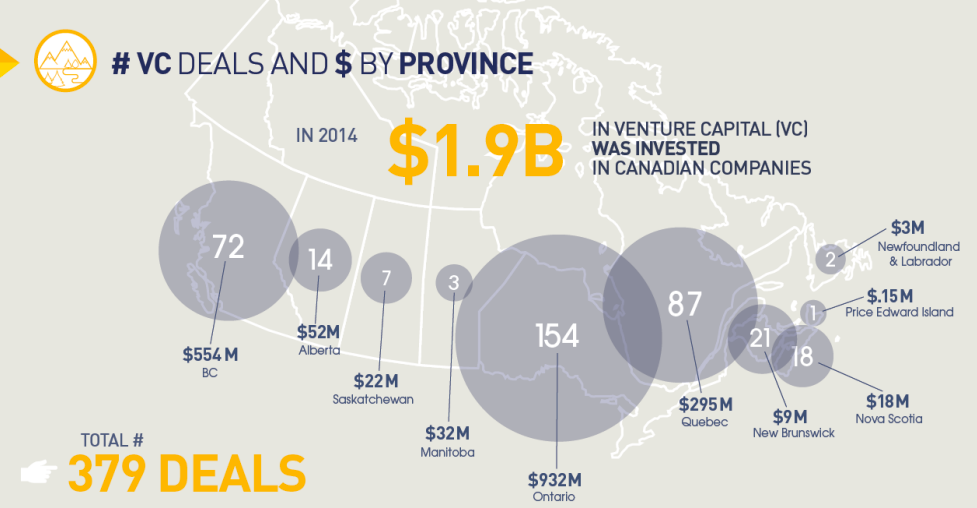 # VC DEALS AND $ BY PROVINCE
IN 2014
$1.9B
IN VENTURE CAPITAL (VC)
WAS INVESTED
IN CANADIAN COMPANIES
72
$554M
BC
14
$52M
Alberta
7
$22M
Saskatchewan
3
$32M
Manitoba
154
$932M
Ontario
87
$295M
Quebec
21
$9M
New Brunswick
18
$18M
Nova Scotia
1
$.15M
Price Edward Island
2
$3M
Newfoundland
& Labrador
TOTAL #
379 DEALS